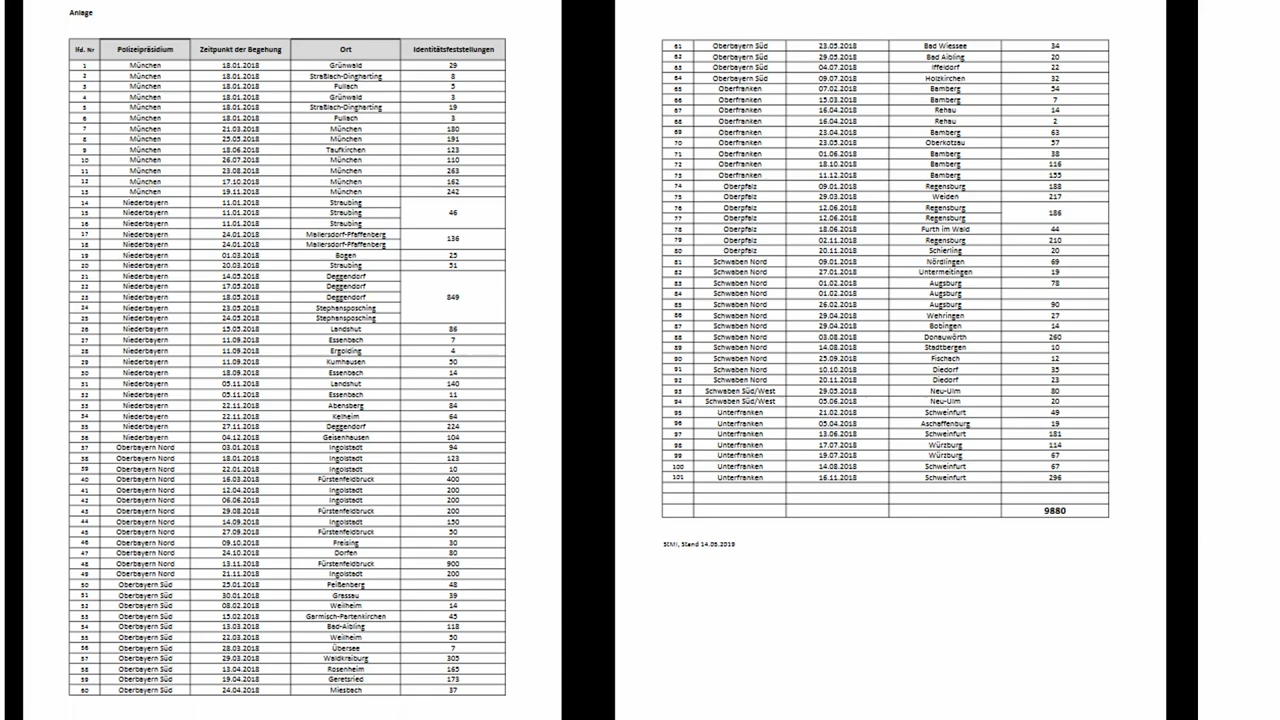 Anlage
lfd. Nr Polizeipräsidium Zeitpunkt der Begehung Ort Identitätsfeststellungen
1 München 18.01.2018 Grünwald 29
2 München 18.01.2018 Straßlach-Dingharting 8
3 München 18.01.2018 Pullach 5
4 München 18.01.2018 Grünwald 3
5 München 18.01.2018 Straßlach-Dingharting 19
6 München 18.01.2018 Pullach 3
7 München 21.03.2018 München 180
8 München 25.05.2018 München 191
9 München 18.06.2018 Taufkirchen 123
10 München 26.07.2018 München 110
11 München 23.08.2018 München 263
12 München 17.10.2018 München 162
13 München 19.11.2018 München 242
14 Niederbayern 11.01.2018 Straubing
15 Niederbayern 11.01.2018 Straubing 46
16 Niederbayern 11.01.2018 Straubing
17 Niederbayern 24.01.2018 Mallersdorf-Pfaffenberg 136
18 Niederbayern 24.01.2018 Mallersdorf-Pfaffenberg
19 Niederbayern 01.03.2018 Bogen 25
20 Niederbayern 20.03.2018 Straubing 51
21 Niederbayern 14.05.2018 Deggendorf
22 Niederbayern 17.05.2018 Deggendorf
23 Niederbayern 18.05.2018 Deggendorf 849
24 Niederbayern 23.05.2018 Stephansposching
25 Niederbayern 24.05.2018 Stephansposching
26 Niederbayern 15.05.2018 Landshut 86
27 Niederbayern 11.09.2018 Essenbach 7
28 Niederbayern 11.09.2018 Ergolding 4
29 Niederbayern 11.09.2018 Kumhausen 50
30 Niederbayern 18.09.2018 Essenbach 14
31 Niederbayern 05.11.2018 Landshut 140
32 Niederbayern 05.11.2018 Essenbach 11
33 Niederbayern 22.11.2018 Abensberg 84
34 Niederbayern 22.11.2018 Kelheim 64
35 Niederbayern 27.11.2018 Deggendorf 224
36 Niederbayern 04.12.2018 Geisenhausen 104
37 Oberbayern Nord 03.01.2018 Ingolstadt 94
38 Oberbayern Nord 18.01.2018 Ingolstadt 123
39 Oberbayern Nord 22.01.2018 Ingolstadt 10
40 Oberbayern Nord 16.03.2018 Fürstenfeldbruck 400
41 Oberbayern Nord 12.04.2018 Ingolstadt 200
42 Oberbayern Nord 06.06.2018 Ingolstadt 200
43 Oberbayern Nord 29.08.2018 Fürstenfeldbruck 200
44 Oberbayern Nord 14.09.2018 Ingolstadt 150
45 Oberbayern Nord 27.09.2018 Fürstenfeldbruck 50
46 Oberbayern Nord 09.10.2018 Freising 30
47 Oberbayern Nord 24.10.2018 Dorfen 80
48 Oberbayern Nord 13.11.2018 Fürstenfeldbruck 900
49 Oberbayern Nord 21.11.2018 Ingolstadt 200
50 Oberbayern Süd 25.01.2018 Peißenberg 48
51 Oberbayern Süd 30.01.2018 Grassau 39
52 Oberbayern Süd 08.02.2018 Weilheim 14
53 Oberbayern Süd 15.02.2018 Garmisch-Partenkirchen 45
54 Oberbayern Süd 13.03.2018 Bad-Aibling 118
55 Oberbayern Süd 22.03.2018 Weilheim 50
56 Oberbayern Süd 28.03.2018 Übersee 7
57 Oberbayern Süd 29.03.2018 Waldkraiburg 305
58 Oberbayern Süd 13.04.2018 Rosenheim 165
59 Oberbayern Süd 19.04.2018 Geretsried 173
60 Oberbayern Süd 24.04.2018 Miesbach 37
61 Oberbayern Süd 23.05.2018 Bad Wiessee 34
62 Oberbayern Süd 29.05.2018 Bad Aibling 20
63 Oberbayern Süd 04.07.2018 Iffeldorf 22
64 Oberbayern Süd 09.07.2018 Holzkirchen 32
65 Oberfranken 07.02.2018 Bamberg 54
66 Oberfranken 15.03.2018 Bamberg 7
67 Oberfranken 16.04.2018 Rehau 14
68 Oberfranken 16.04.2018 Rehau 2
69 Oberfranken 23.04.2018 Bamberg 63
70 Oberfranken 23.05.2018 Oberkotzau 57
71 Oberfranken 01.06.2018 Bamberg 38
72 Oberfranken 18.10.2018 Bamberg 116
73 Oberfranken 11.12.2018 Bamberg 155
74 Oberpfalz 09.01.2018 Regensburg 188
75 Oberpfalz 29.03.2018 Weiden 217
76 Oberpfalz 12.06.2018 Regensburg 186
77 Oberpfalz 12.06.2018 Regensburg
78 Oberpfalz 18.06.2018 Furth im Wald 44
79 Oberpfalz 02.11.2018 Regensburg 210
80 Oberpfalz 20.11.2018 Schierling 20
81 Schwaben Nord 09.01.2018 Nördlingen 69
82 Schwaben Nord 27.01.2018 Untermeitingen 19
83 Schwaben Nord 01.02.2018 Augsburg 78
84 Schwaben Nord 01.02.2018 Augsburg
85 Schwaben Nord 26.02.2018 Augsburg 90
86 Schwaben Nord 29.04.2018 Wehringen 27
87 Schwaben Nord 29.04.2018 Bobingen 14
88 Schwaben Nord 03.08.2018 Donauwörth 260
89 Schwaben Nord 14.08.2018 Stadtbergen 10
90 Schwaben Nord 25.09.2018 Fischach 12
91 Schwaben Nord 10.10.2018 Diedorf 35
92 Schwaben Nord 20.11.2018 Diedorf 23
93 Schwaben Süd/West 29.05.2018 Neu-Ulm 80
94 Schwaben Süd/West 05.06.2018 Neu-Ulm 20
95 Unterfranken 21.02.2018 Schweinfurt 49
96 Unterfranken 05.04.2018 Aschaffenburg 19
97 Unterfranken 13.06.2018 Schweinfurt 181
98 Unterfranken 17.07.2018 Würzburg 114
99 Unterfranken 19.07.2018 Würzburg 67
100 Unterfranken 14.08.2018 Schweinfurt 67
101 Unterfranken 16.11.2018 Schweinfurt 296
9880
StMI, Stand 14.05.2019